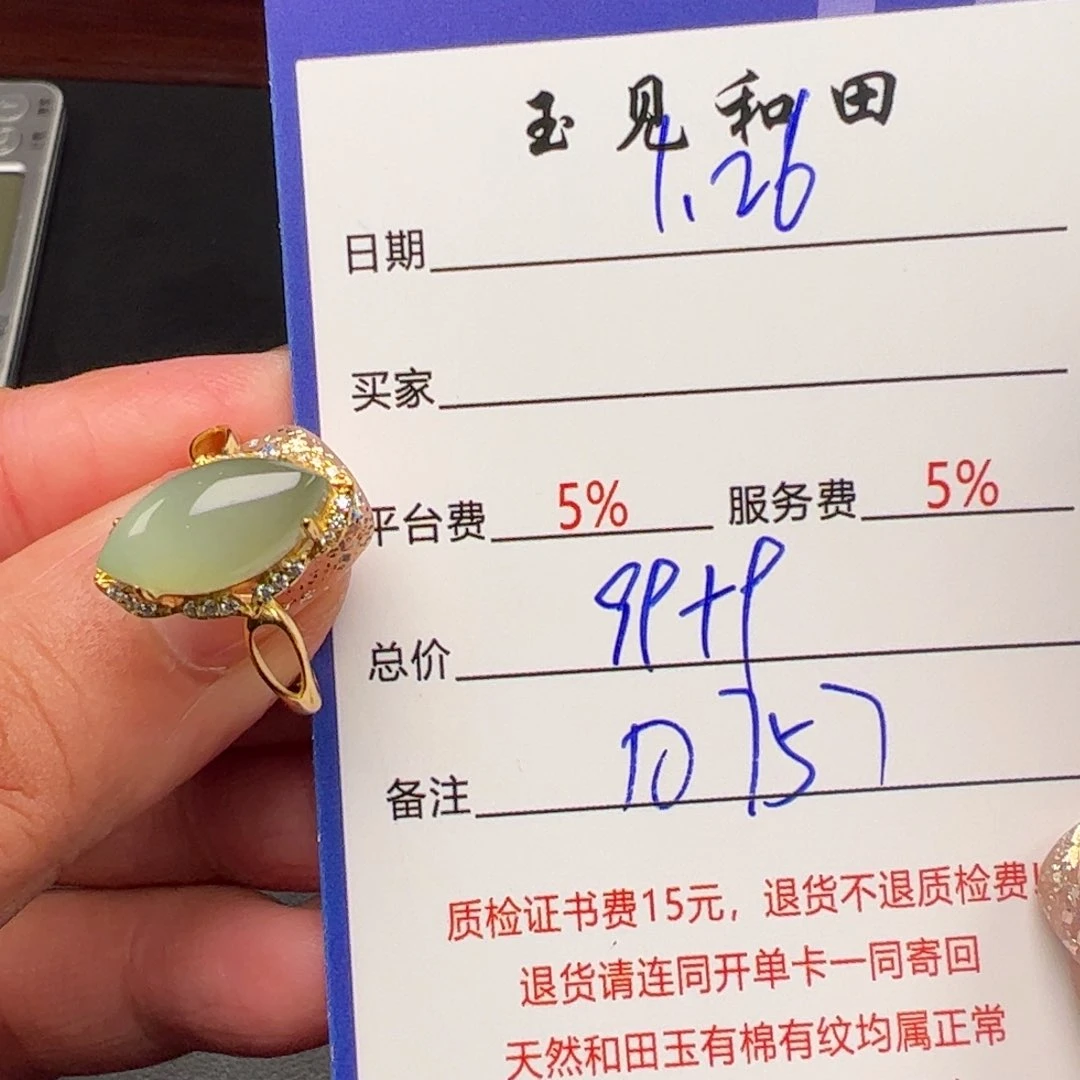 玉见和田
日期 1.26
买家
平台费 5% 服务费 5%
总价 99+9
备注 757
质检证书费15元，退货不退质检费!
退货请连同开单卡一同寄回
天然和田玉有棉有纹均属正常